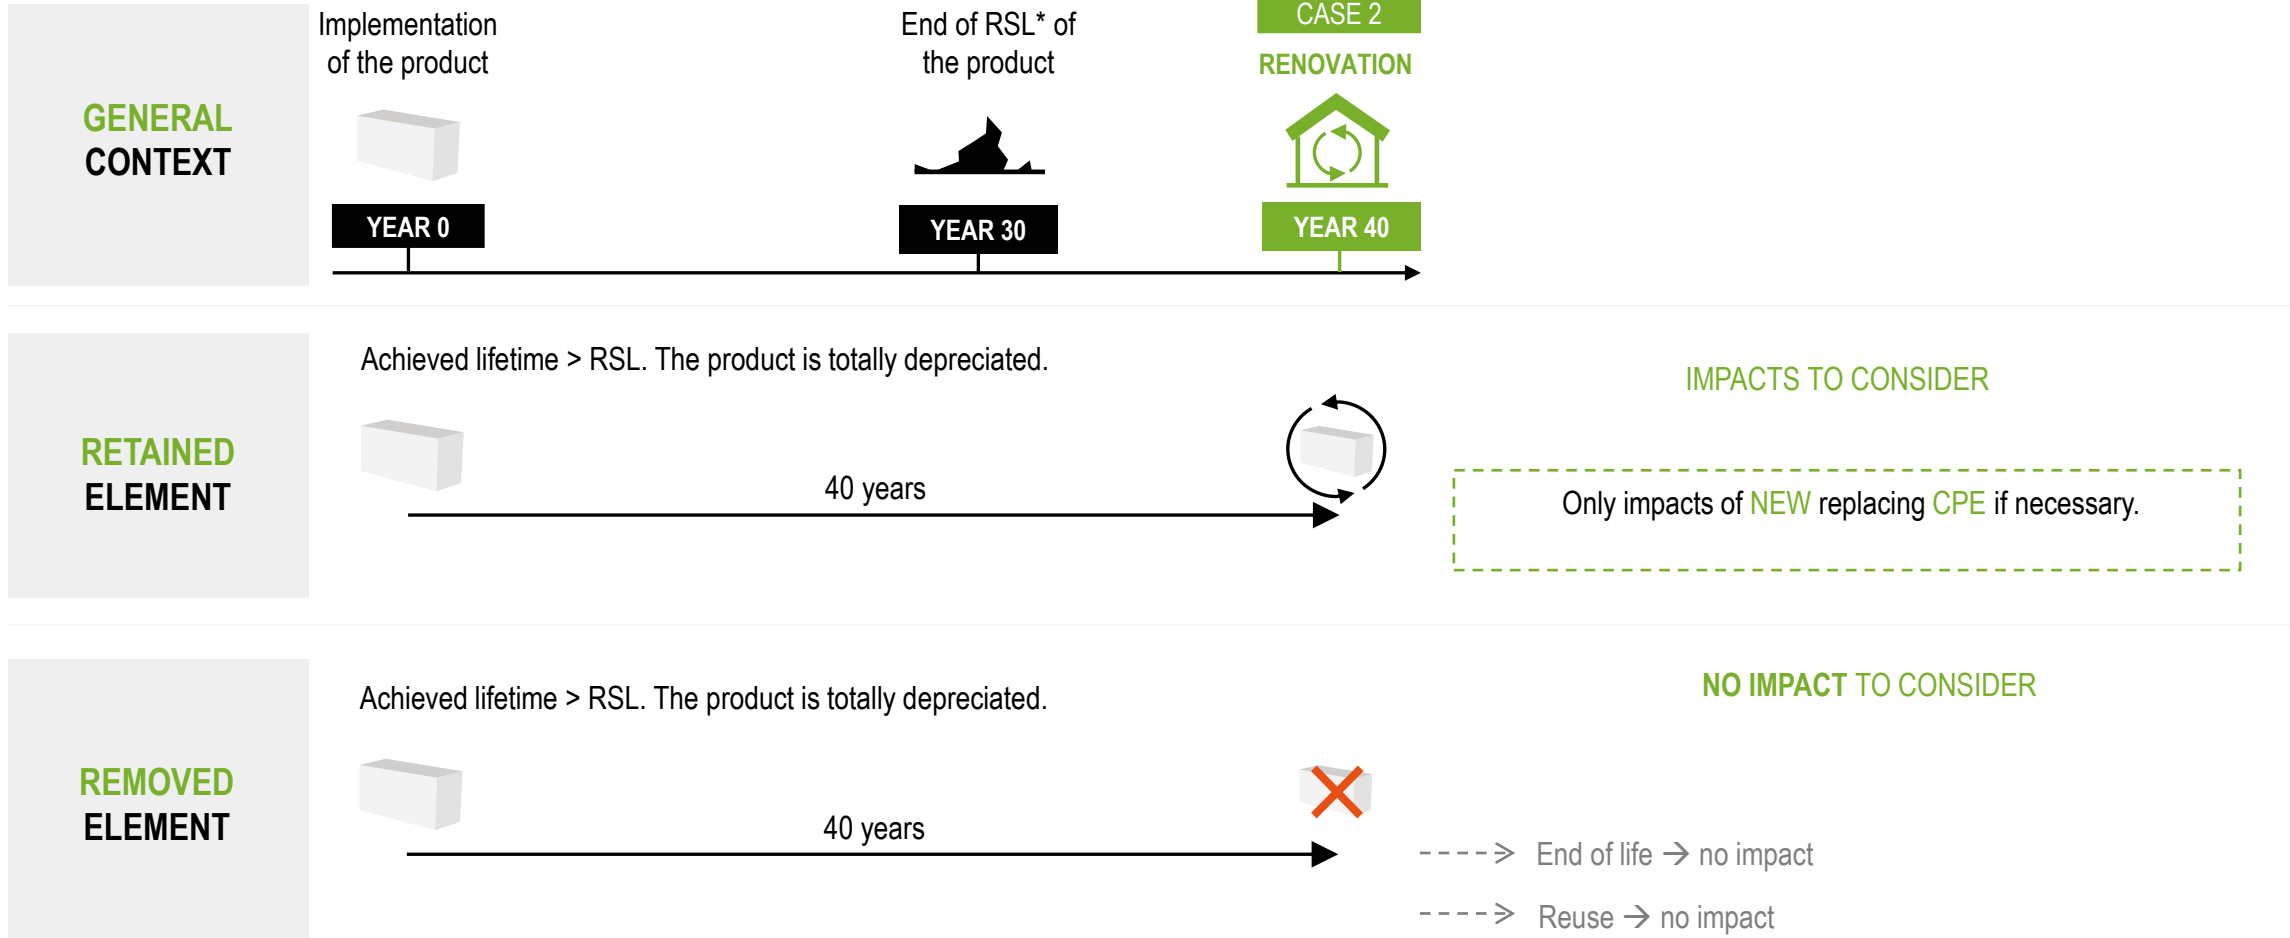 GENERAL
CONTEXT
Implementation
of the product
YEAR 0
End of RSL* of
the product
YEAR 30
CASE 2
RENOVATION
YEAR 40
RETAINED
ELEMENT
Achieved lifetime > RSL. The product is totally depreciated.
40 years
IMPACTS TO CONSIDER
Only impacts of NEW replacing CPE if necessary.
REMOVED
ELEMENT
Achieved lifetime > RSL. The product is totally depreciated.
40 years
NO IMPACT TO CONSIDER
End of life → no impact
Reuse → no impact